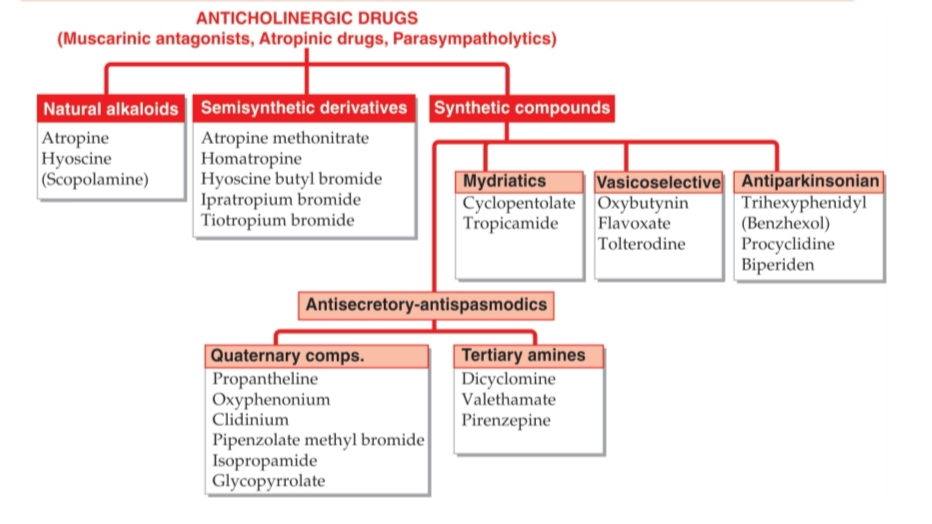 ANTICHOLINERGIC DRUGS
(Muscarinic antagonists, Atropinic drugs, Parasympatholytics)
Natural alkaloids
Atropine
Hyoscine
(Scopolamine)
Semisynthetic derivatives
Atropine methonitrate
Homatropine
Hyoscine butyl bromide
Ipratropium bromide
Tiotropium bromide
Synthetic compounds
Mydriatics
Cyclopentolate
Tropicamide
Vasicoselective
Oxybutynin
Flavoxate
Tolterodine
Antiparkinsonian
Trihexyphenidyl
(Benzhexol)
Procyclidine
Biperiden
Antisecretory-antispasmodics
Quaternary comps.
Propantheline
Oxyphenonium
Clidinium
Pipenzolate methyl bromide
Isopropamide
Glycopyrrolate
Tertiary amines
Dicyclomine
Valethamate
Pirenzepine